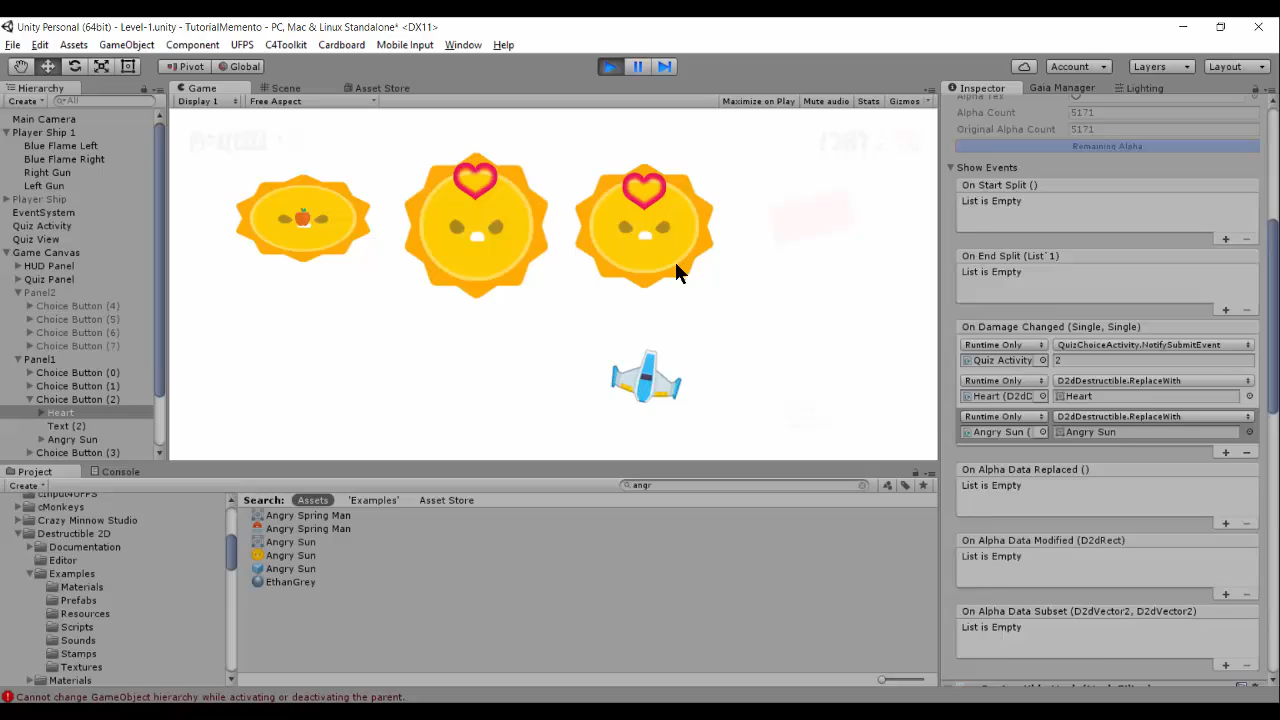 Unity Personal (64bit) - Level-1.unity - TutorialMemento - PC, Mac & Linux Standalone* <DX11>
File Edit Assets GameObject Component UFPS C4Toolkit Cardboard Mobile Input Window Help
Pivot Global Account Layers Layout
Hierarchy Game Scene Asset Store Inspector Gaia Manager Lighting
Create All Display 1 Free Aspect Maximize on Play Mute audio Stats Gizmos
Main Camera
Player Ship 1
Blue Flame Left
Blue Flame Right
Right Gun
Left Gun
Player Ship
EventSystem
Quiz Activity
Quiz View
Game Canvas
HUD Panel
Quiz Panel
Panel2
Choice Button (4)
Choice Button (5)
Choice Button (6)
Choice Button (7)
Panel1
Choice Button (0)
Choice Button (1)
Choice Button (2)
Heart
Text (2)
Angry Sun
Choice Button (3)
Alpha Tex
Alpha Count 5171
Original Alpha Count 5171
Remaining Alpha
Show Events
On Start Split ()
List is Empty
On End Split (List`1)
List is Empty
On Damage Changed (Single, Single)
Runtime Only QuizChoiceActivity.NotifySubmitEvent
Quiz Activity 2
Runtime Only D2dDestructible.ReplaceWith
Heart (D2dD Heart
Runtime Only D2dDestructible.ReplaceWith
Angry Sun ( Angry Sun
On Alpha Data Replaced ()
List is Empty
On Alpha Data Modified (D2dRect)
List is Empty
On Alpha Data Subset (D2dVector2, D2dVector2)
List is Empty
Project Console
Create angr
cMonkeys
Crazy Minnow Studio
Destructible 2D
Documentation
Editor
Examples
Materials
Prefabs
Resources
Scripts
Sounds
Stamps
Textures
Materials
Search: Assets 'Examples' Asset Store
Angry Spring Man
Angry Spring Man
Angry Sun
Angry Sun
Angry Sun
EthanGrey
Cannot change GameObject hierarchy while activating or deactivating the parent.